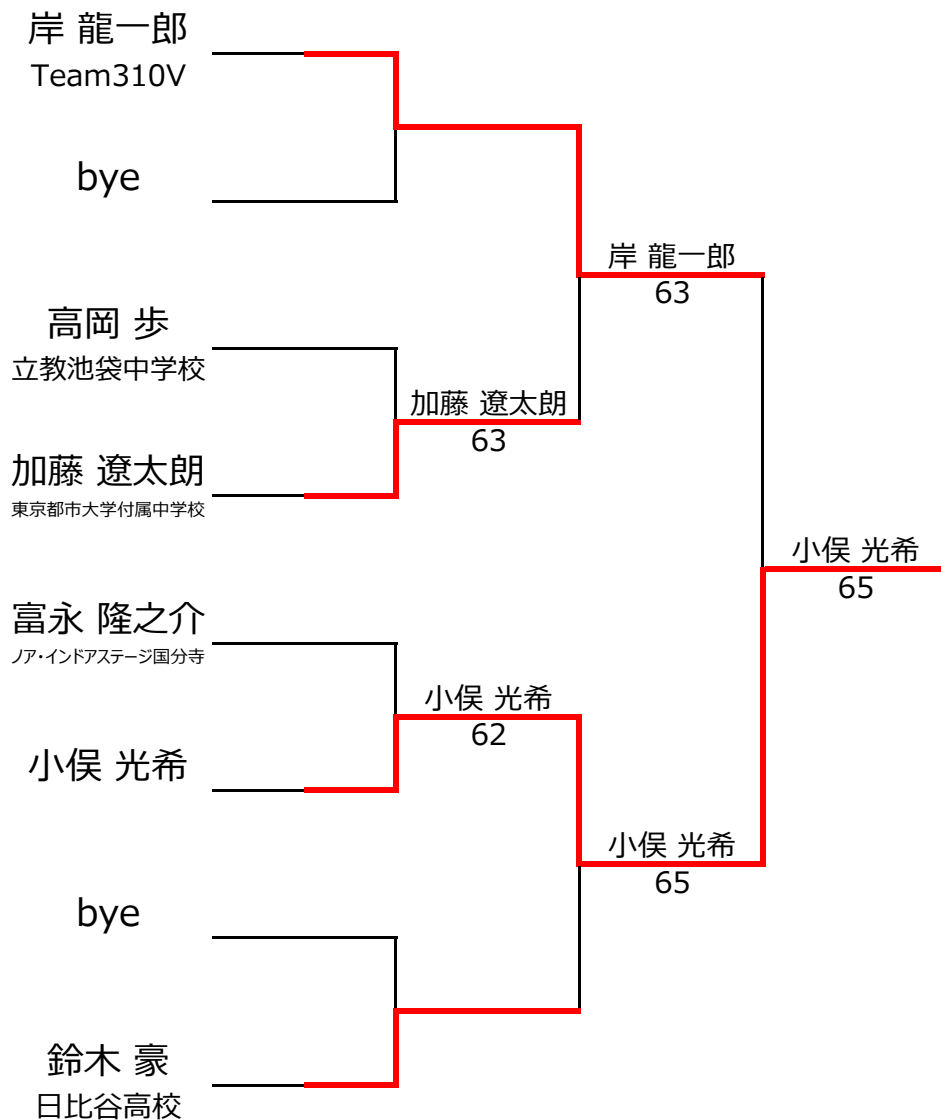 岸 龍一郎
Team310V
bye
岸 龍一郎
63
高岡 歩
立教池袋中学校
加藤 遼太朗
63
加藤 遼太朗
東京都市大学付属中学校
小俣 光希
65
富永 隆之介
ノア・インドアステージ国分寺
小俣 光希
62
小俣 光希
小俣 光希
65
bye
鈴木 豪
日比谷高校